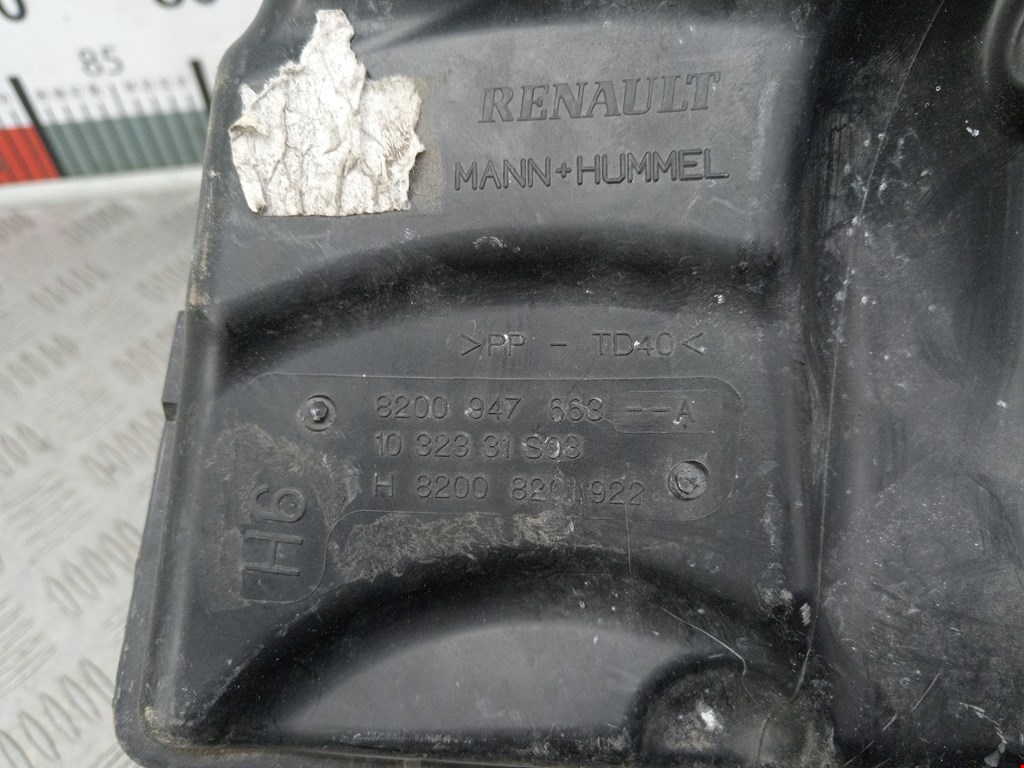 85
RENAULT
MANN+HUMMEL
>PP - TD40<
8200 947 663 --A
10 323 31 S03
H 8200 820 922
H6